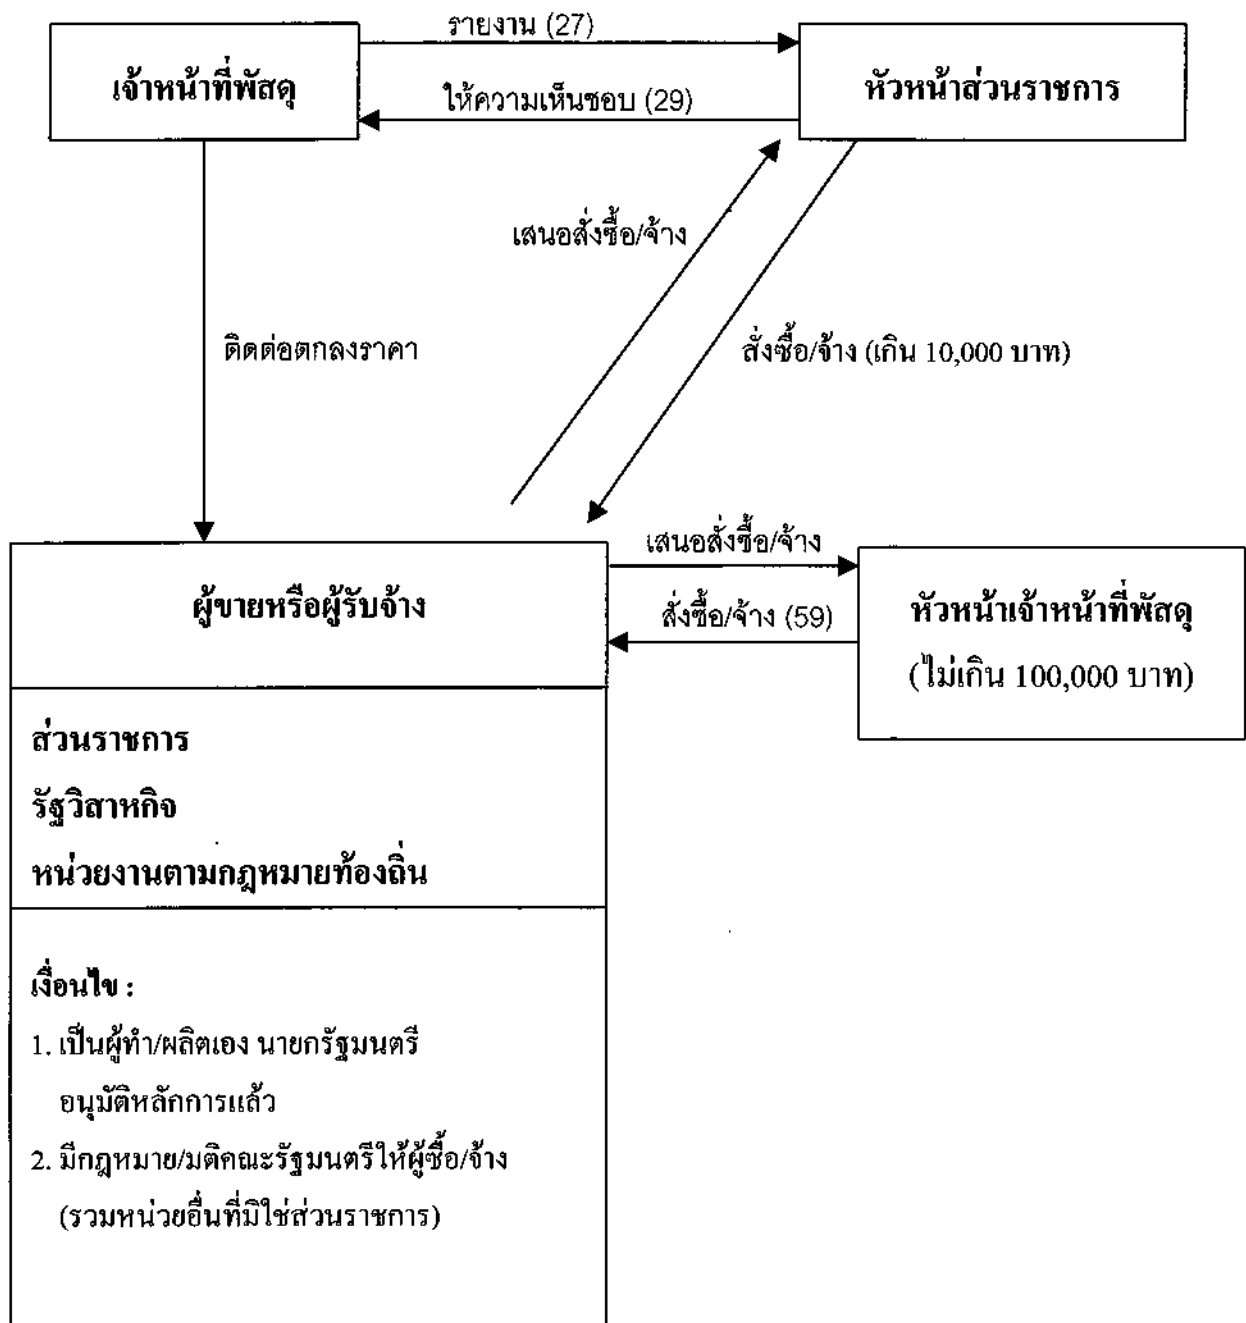 รายงาน (27)
เจ้าหน้าที่พัสดุ
หัวหน้าส่วนราชการ
ให้ความเห็นชอบ (29)
เสนอสั่งซื้อ/จ้าง
ติดต่อตกลงราคา
สั่งซื้อ/จ้าง (เกิน 10,000 บาท)
เสนอสั่งซื้อ/จ้าง
ผู้ขายหรือผู้รับจ้าง
สั่งซื้อ/จ้าง (59)
หัวหน้าเจ้าหน้าที่พัสดุ
(ไม่เกิน 100,000 บาท)
ส่วนราชการ
รัฐวิสาหกิจ
หน่วยงานตามกฎหมายท้องถิ่น
เงื่อนไข :
1. เป็นผู้ทำ/ผลิตเอง นายกรัฐมนตรี
อนุมัติหลักการแล้ว
2. มีกฎหมาย/มติคณะรัฐมนตรีให้ผู้ซื้อ/จ้าง
(รวมหน่วยอื่นที่มิใช่ส่วนราชการ)